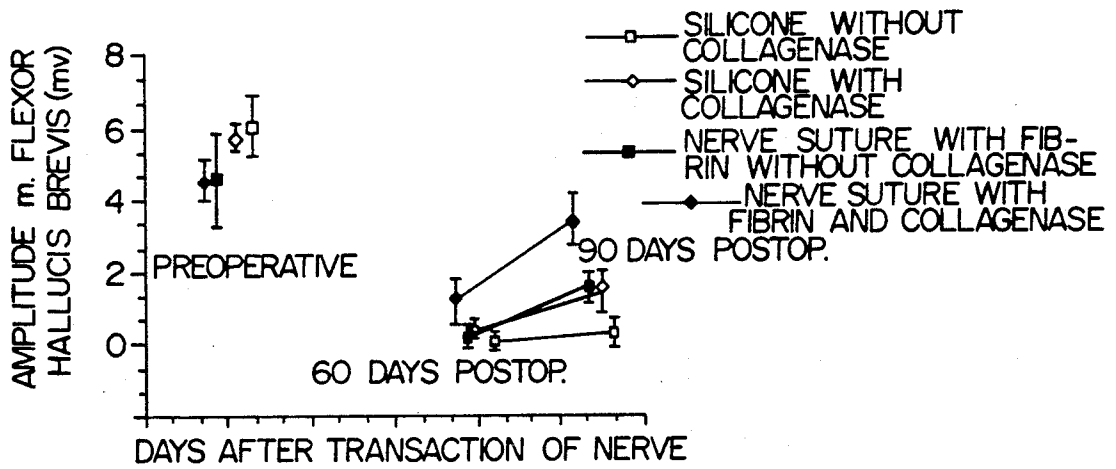 SILICONE WITHOUT
COLLAGENASE
SILICONE WITH
COLLAGENASE
NERVE SUTURE WITH FIB-
RIN WITHOUT COLLAGENASE
NERVE SUTURE WITH
FIBRIN AND COLLAGENASE
AMPLITUDE m. FLEXOR
HALLUCIS BREVIS (mv)
8
6
4
2
0
PREOPERATIVE
90 DAYS POSTOP.
60 DAYS POSTOP.
DAYS AFTER TRANSACTION OF NERVE